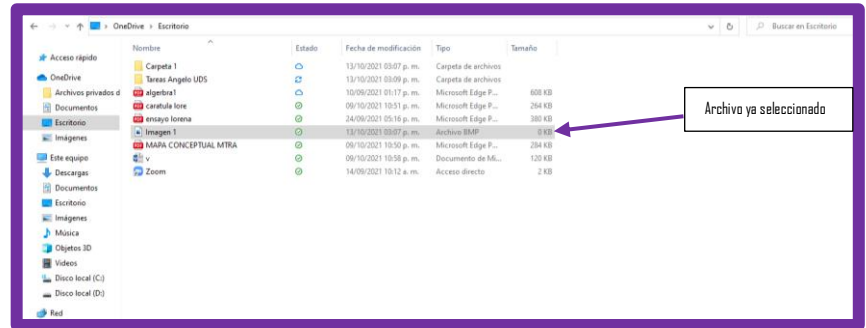 OneDrive > Escritorio
Buscar en Escritorio
Nombre Estado Fecha de modificación Tipo Tamaño
Acceso rápido
OneDrive
Archivos privados d
Documentos
Escritorio
Imágenes
Este equipo
Descargas
Documentos
Escritorio
Imágenes
Música
Objetos 3D
Videos
Disco local (C:)
Disco local (D:)
Red
Carpeta 1 13/10/2021 03:07 p. m. Carpeta de archivos
Tareas Angelo UDS 13/10/2021 03:09 p. m. Carpeta de archivos
algerbra1 10/09/2021 01:17 p. m. Microsoft Edge P... 608 KB
caratula lore 09/10/2021 10:51 p. m. Microsoft Edge P... 264 KB
ensayo lorena 24/09/2021 05:16 p. m. Microsoft Edge P... 380 KB
Imagen 1 13/10/2021 03:07 p. m. Archivo BMP 0 KB
MAPA CONCEPTUAL MTRA 09/10/2021 10:50 p. m. Microsoft Edge P... 284 KB
v 09/10/2021 10:58 p. m. Documento de Mi... 120 KB
Zoom 14/09/2021 10:12 a. m. Acceso directo 2 KB
Archivo ya seleccionado